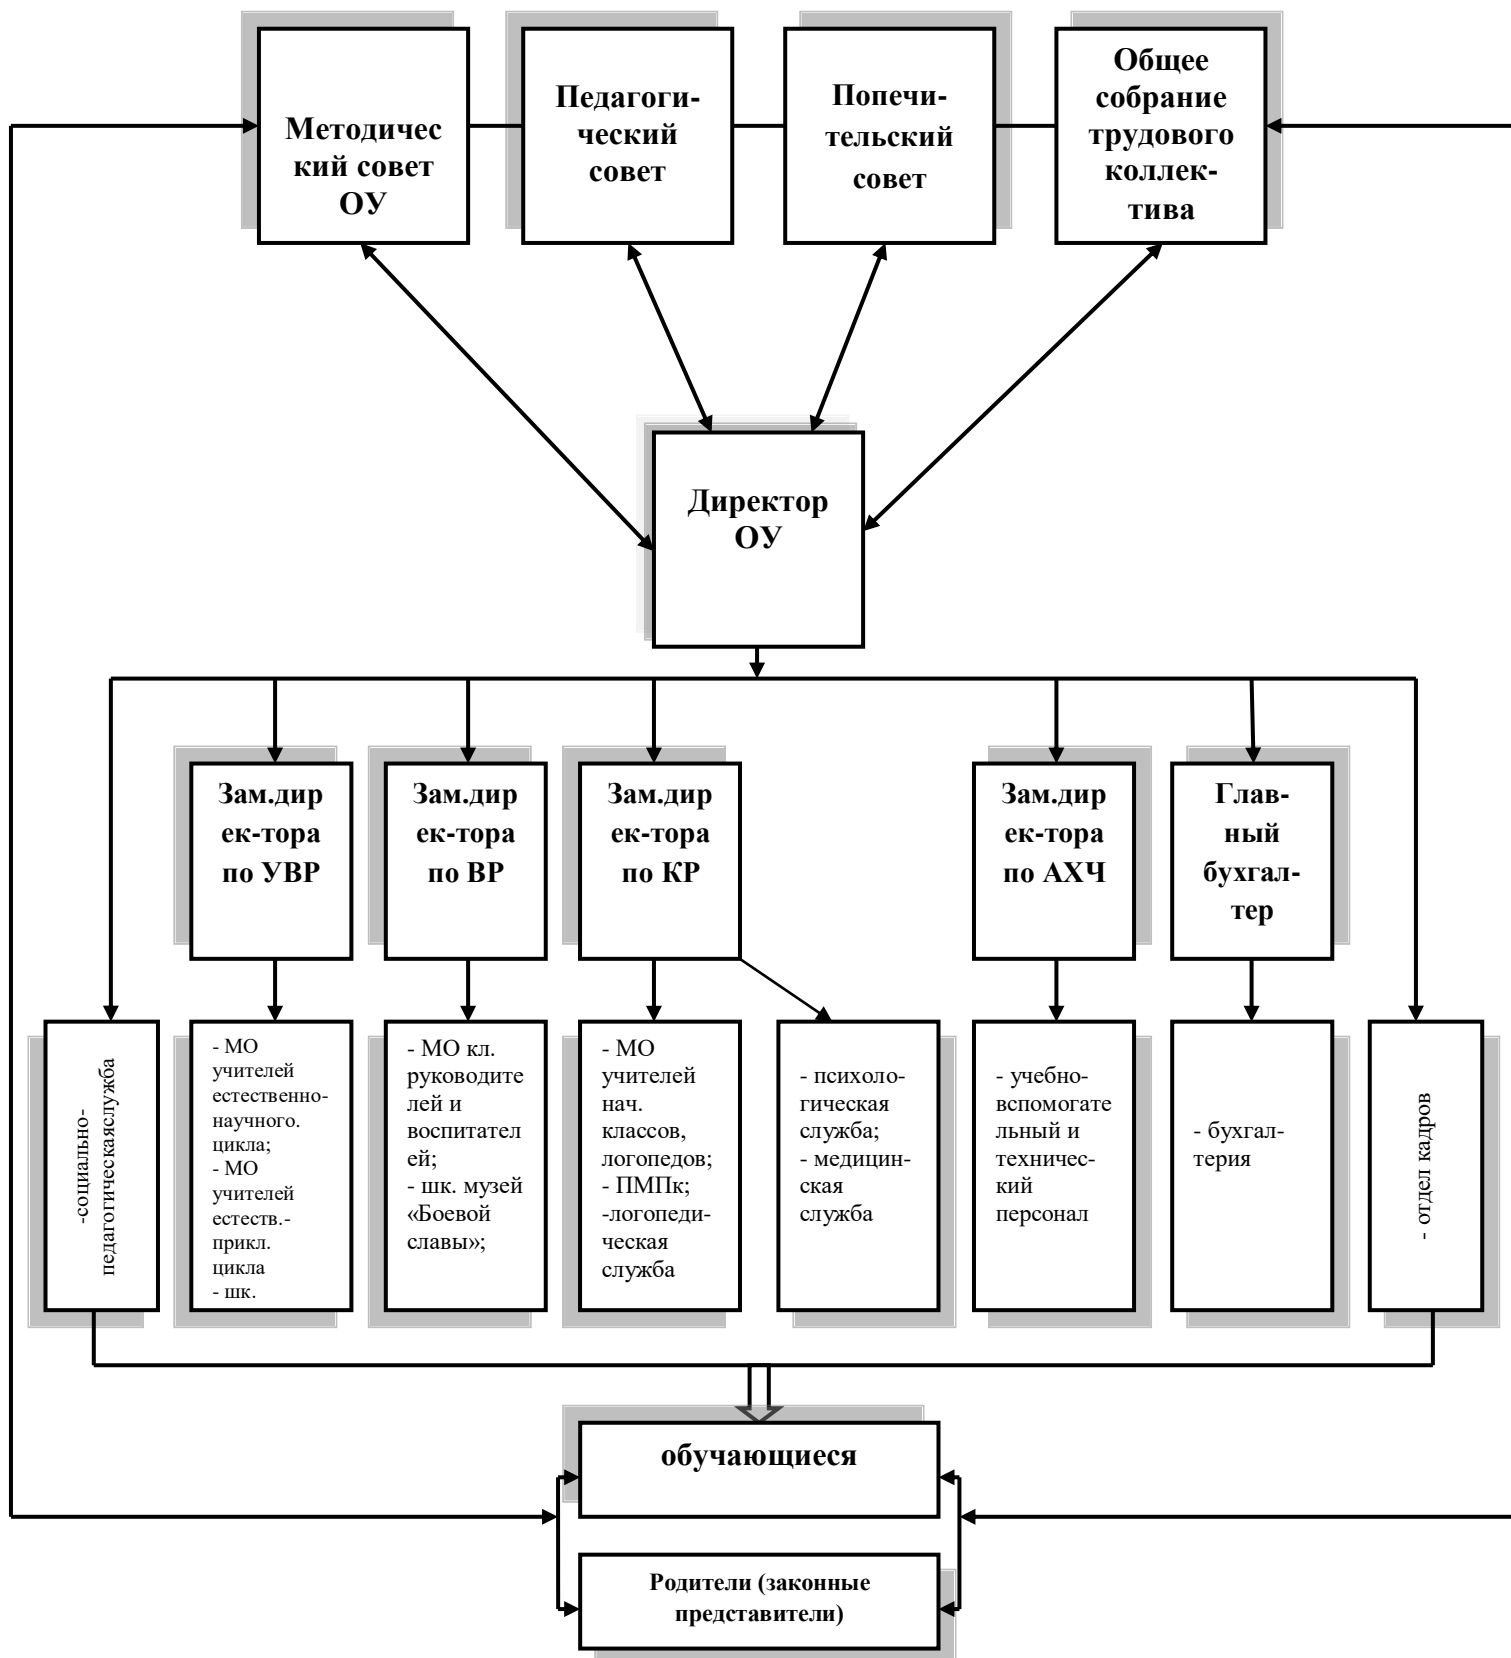 Методичес
кий совет
ОУ
Педагоги-
ческий
совет
Попечи-
тельский
совет
Общее
собрание
трудового
коллек-
тива
Директор
ОУ
Зам.дир
ек-тора
по УВР
Зам.дир
ек-тора
по ВР
Зам.дир
ек-тора
по КР
Зам.дир
ек-тора
по АХЧ
Глав-
ный
бухгал-
тер
-социально-
педагогическаяслужба
- МО
учителей
естественно-
научного.
цикла;
- МО
учителей
естеств.-
прикл.
цикла
- шк.
- МО кл.
руководите
лей и
воспитател
ей;
- шк. музей
«Боевой
славы»;
- МО
учителей
нач.
классов,
логопедов;
- ПМПк;
-логопеди-
ческая
служба
- психоло-
гическая
служба;
- медицин-
ская
служба
- учебно-
вспомогате
льный и
техничес-
кий
персонал
- бухгал-
терия
- отдел кадров
обучающиеся
Родители (законные
представители)